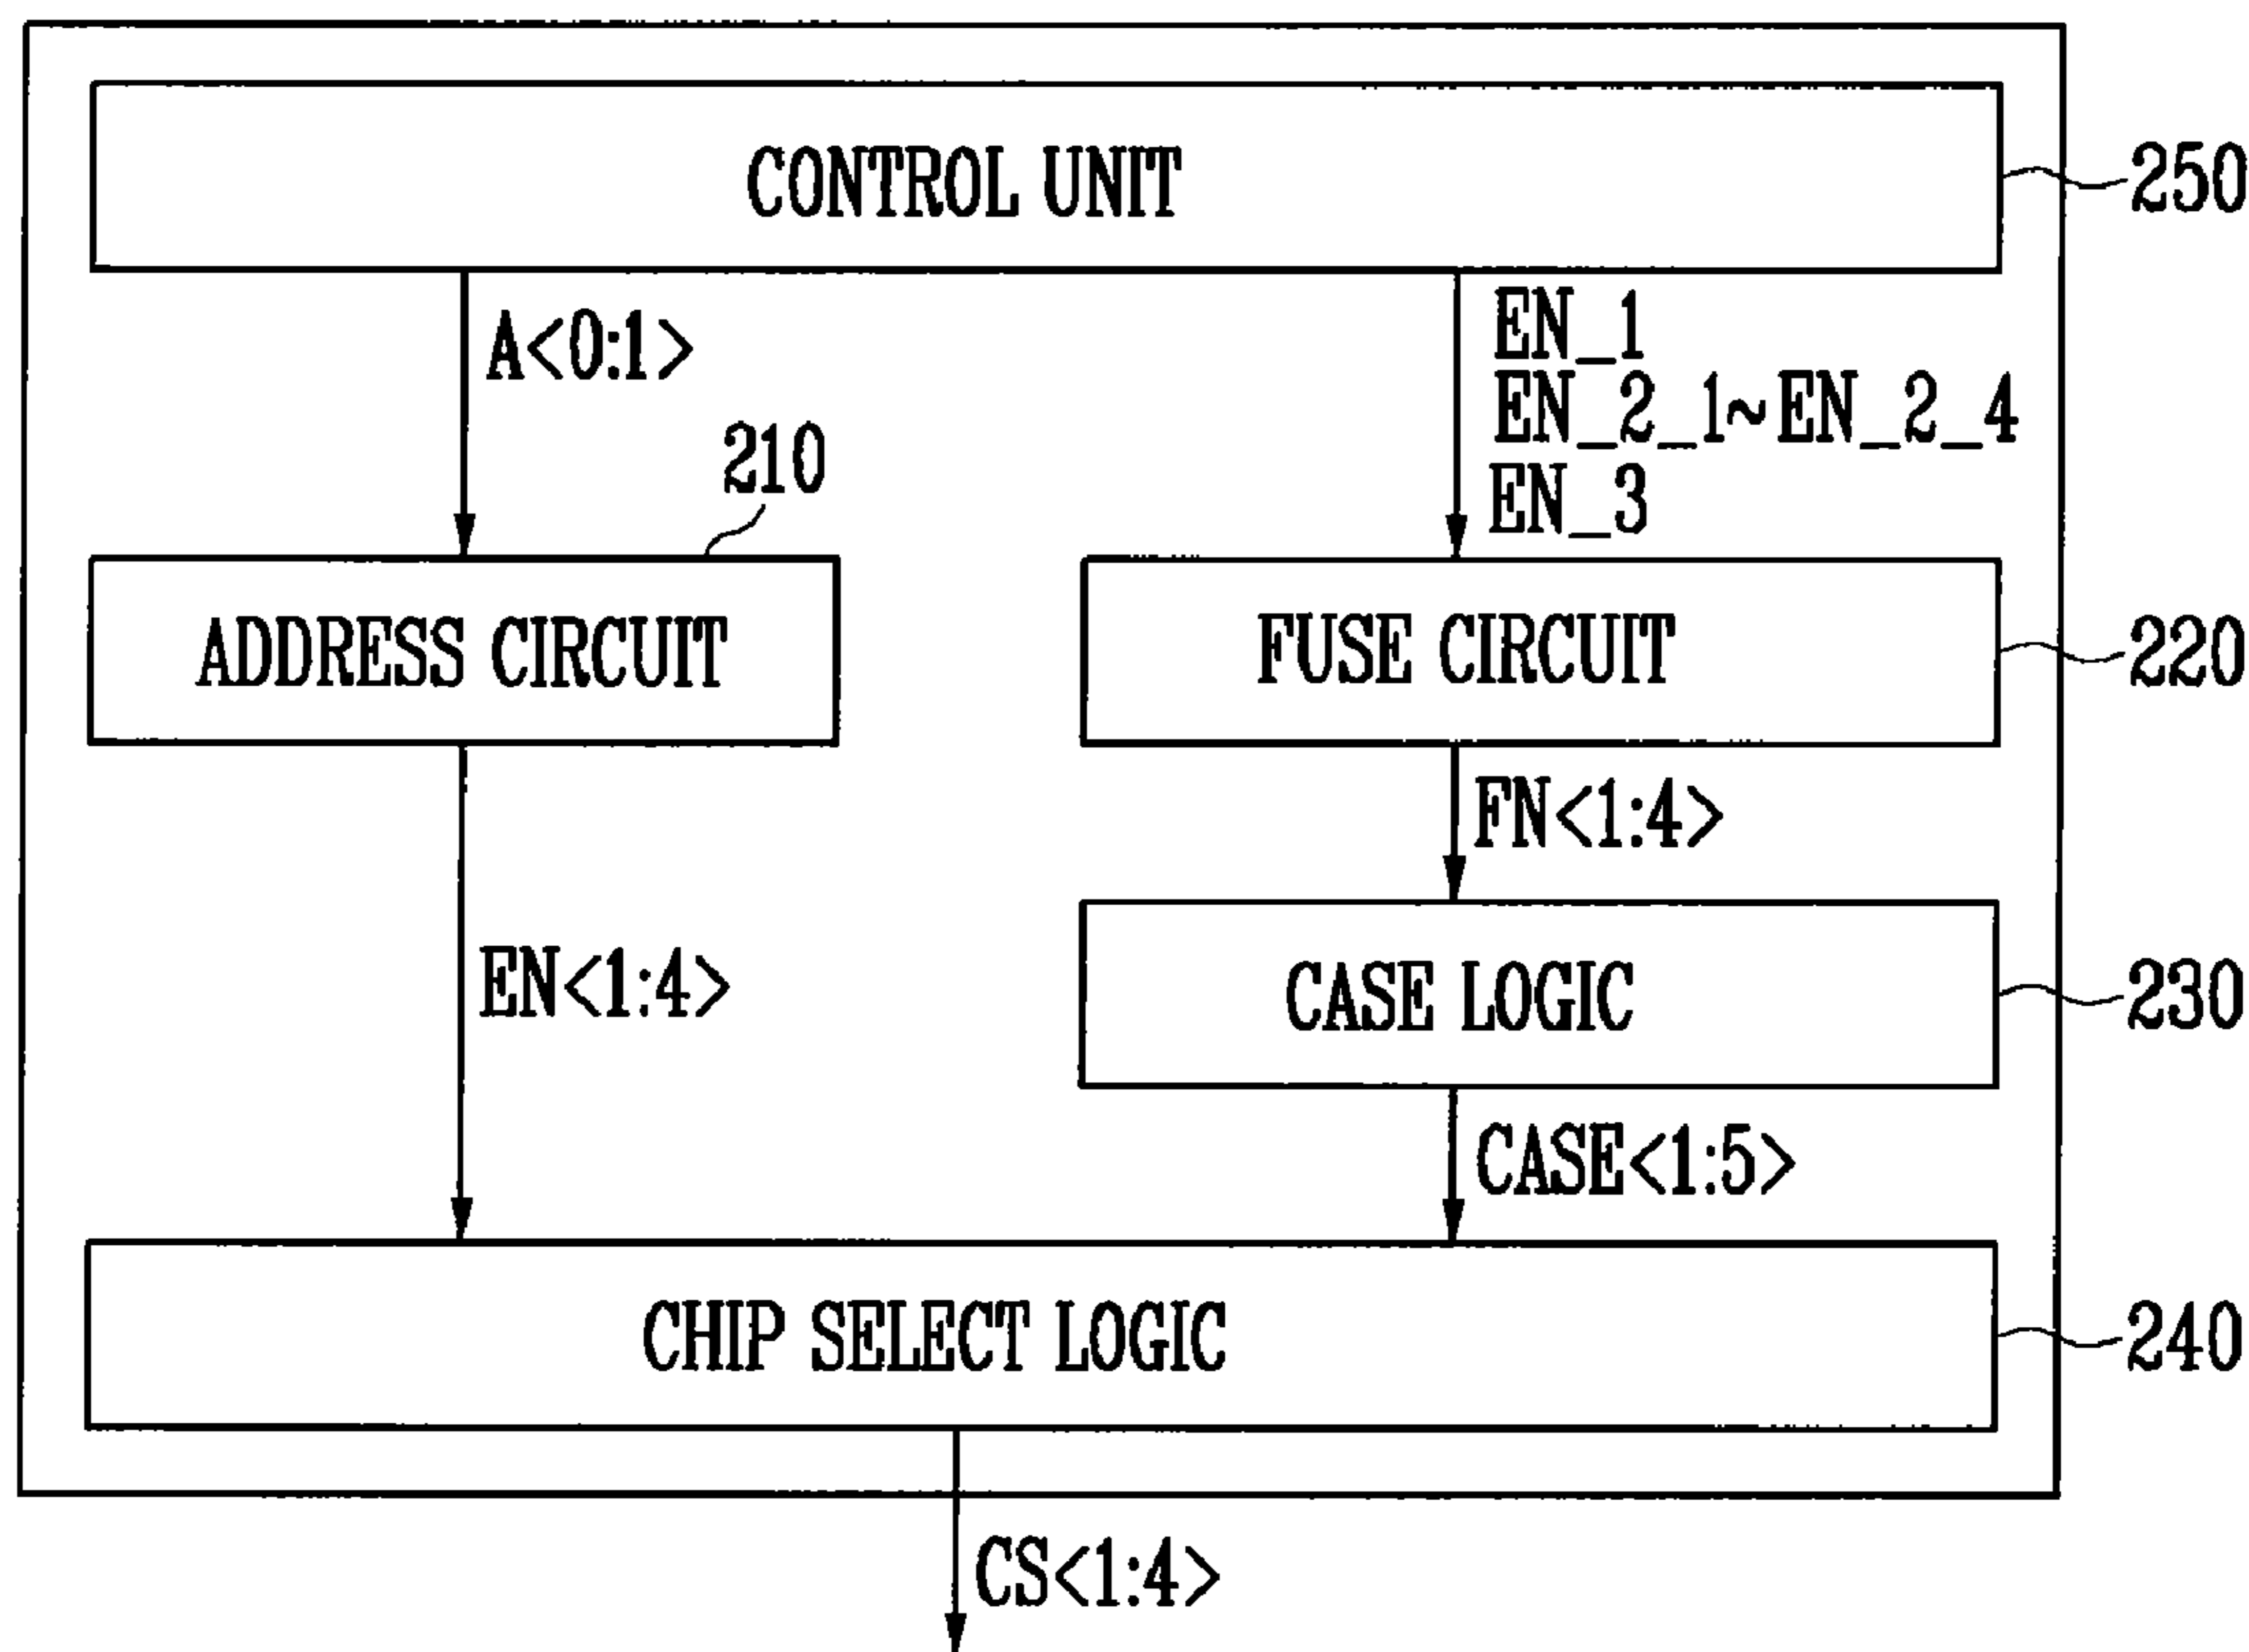 CONTROL UNIT
250
A<0:1>
EN_1
EN_2_1~EN_2_4
EN_3
210
ADDRESS CIRCUIT
FUSE CIRCUIT
220
FN<1:4>
EN<1:4>
CASE LOGIC
230
CASE<1:5>
CHIP SELECT LOGIC
240
CS<1:4>